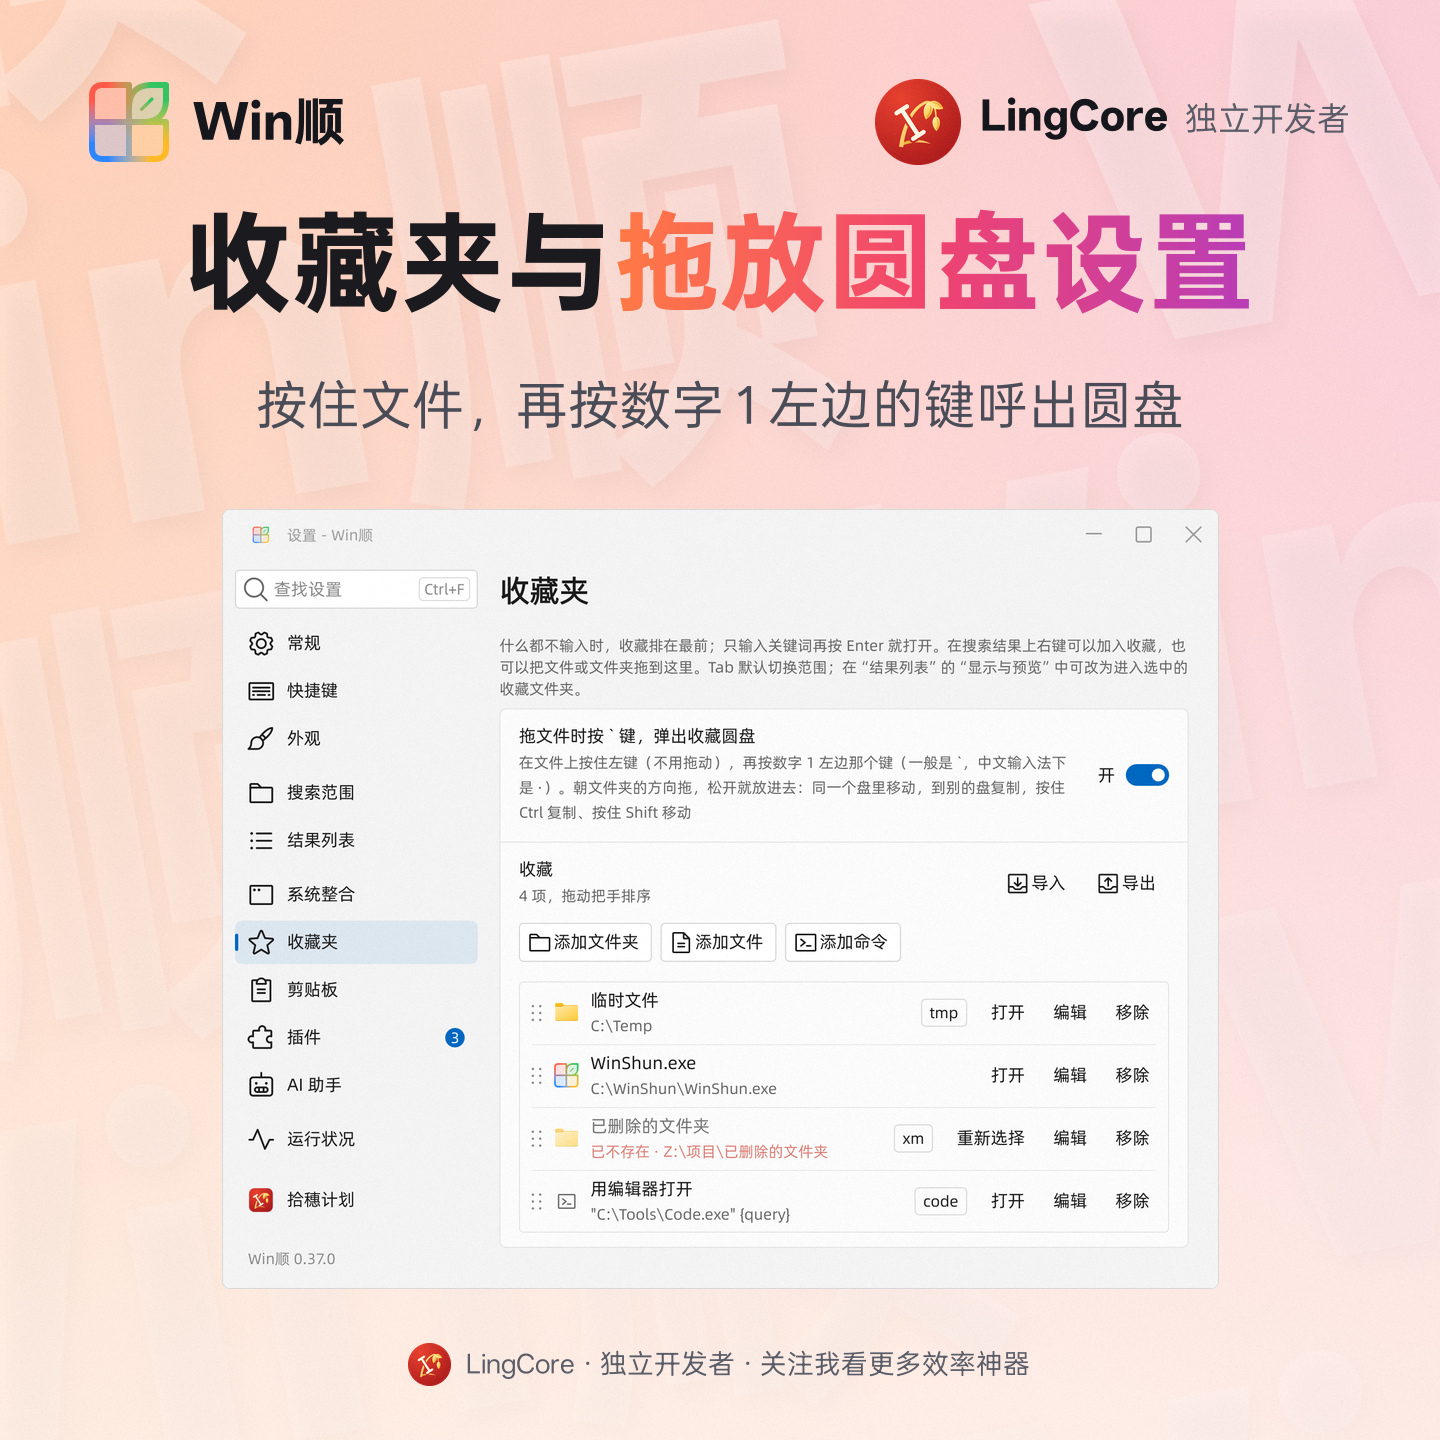 Win顺
LingCore 独立开发者
收藏夹与拖放圆盘设置
按住文件，再按数字 1 左边的键呼出圆盘
设置 - Win顺
查找设置 Ctrl+F
常规
快捷键
外观
搜索范围
结果列表
系统整合
收藏夹
剪贴板
插件 3
AI 助手
运行状况
拾穗计划
Win顺 0.37.0
收藏夹
什么都不输入时，收藏排在最前；只输入关键词再按 Enter 就打开。在搜索结果上右键可以加入收藏，也
可以把文件或文件夹拖到这里。Tab 默认切换范围；在 “结果列表” 的 “显示与预览” 中可改为进入选中的
收藏文件夹。
拖文件时按 ` 键，弹出收藏圆盘
在文件上按住左键（不用拖动），再按数字 1 左边那个键（一般是 `，中文输入法下
是 ·）。朝文件夹的方向拖，松开就放进去：同一个盘里移动，到别的盘复制，按住
Ctrl 复制、按住 Shift 移动
开
收藏
4 项，拖动把手排序
导入 导出
添加文件夹 添加文件 添加命令
临时文件
C:\Temp
tmp 打开 编辑 移除
WinShun.exe
C:\WinShun\WinShun.exe
打开 编辑 移除
已删除的文件夹
已不存在 · Z:\项目\已删除的文件夹
xm 重新选择 编辑 移除
用编辑器打开
"C:\Tools\Code.exe" {query}
code 打开 编辑 移除
LingCore · 独立开发者 · 关注我看更多效率神器